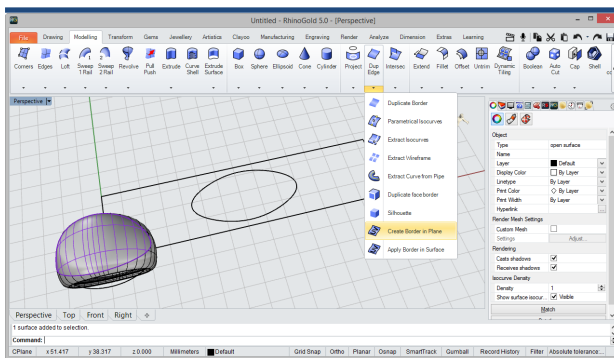 Untitled - RhinoGold 5.0 - [Perspective]
File Drawing Modelling Transform Gems Jewellery Artistics Clayoo Manufacturing Engraving Render Analyze Dimension Extras Learning
Corners Edges Loft Sweep 1 Rail Sweep 2 Rail Revolve Pull Push Extrude Curve Shell Extrude Surface Box Sphere Ellipsoid Cone Cylinder Project Dup Edge Intersec Extend Fillet Offset Untrim Dynamic Tiling Boolean Auto Cut Cap Shell
Perspective
Duplicate Border
Parametrical Isocurves
Extract Isocurves
Extract Wireframe
Extract Curve from Pipe
Duplicate face border
Silhouette
Create Border in Plane
Apply Border in Surface
Object
Type open surface
Name
Layer Default
Display Color By Layer
Linetype By Layer
Print Color By Layer
Print Width By Layer
Hyperlink
Render Mesh Settings
Custom Mesh
Settings Adjust...
Rendering
Casts shadows
Receives shadows
Isocurve Density
Density 1
Show surface isocur... Visible
Match
Perspective Top Front Right
1 surface added to selection.
Command:
CPlane x 51.417 y 38.317 z 0.000 Millimeters Default Grid Snap Ortho Planar Osnap SmartTrack Gumball Record History Filter Absolute tolerance...